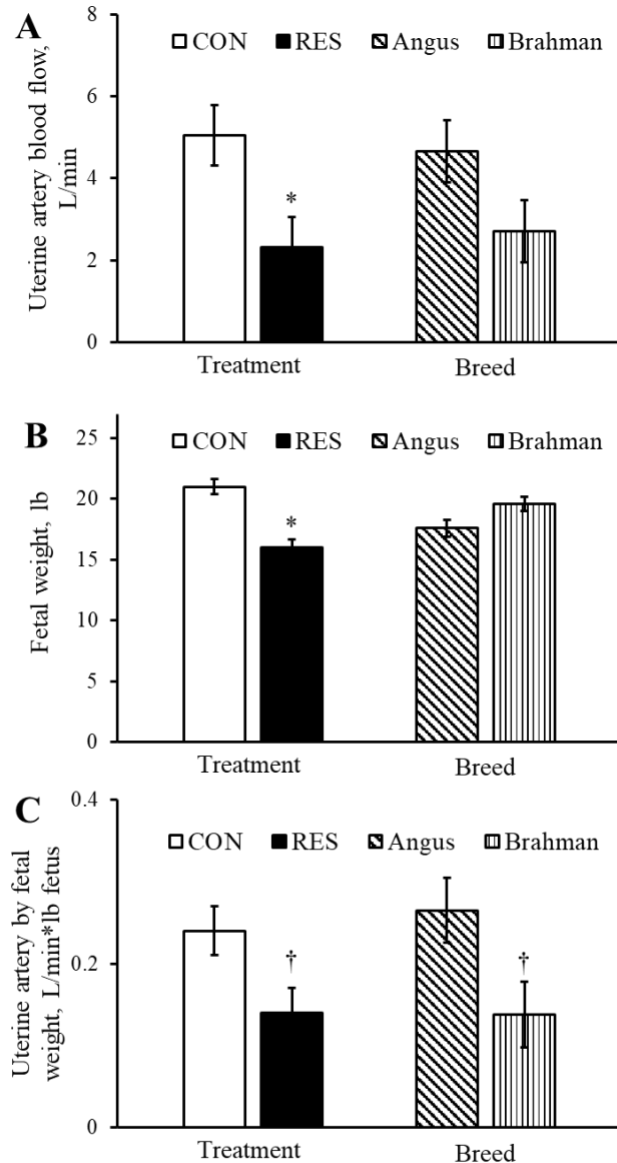 A
8
CON RES Angus Brahman
Uterine artery blood flow,
L/min
6
4
*
2
0
Treatment Breed
B
25
CON RES Angus Brahman
Fetal weight, lb
20
*
15
10
5
0
Treatment Breed
C
0.4
CON RES Angus Brahman
Uterine artery by fetal
weight, L/min*lb fetus
† †
0.2
0
Treatment Breed